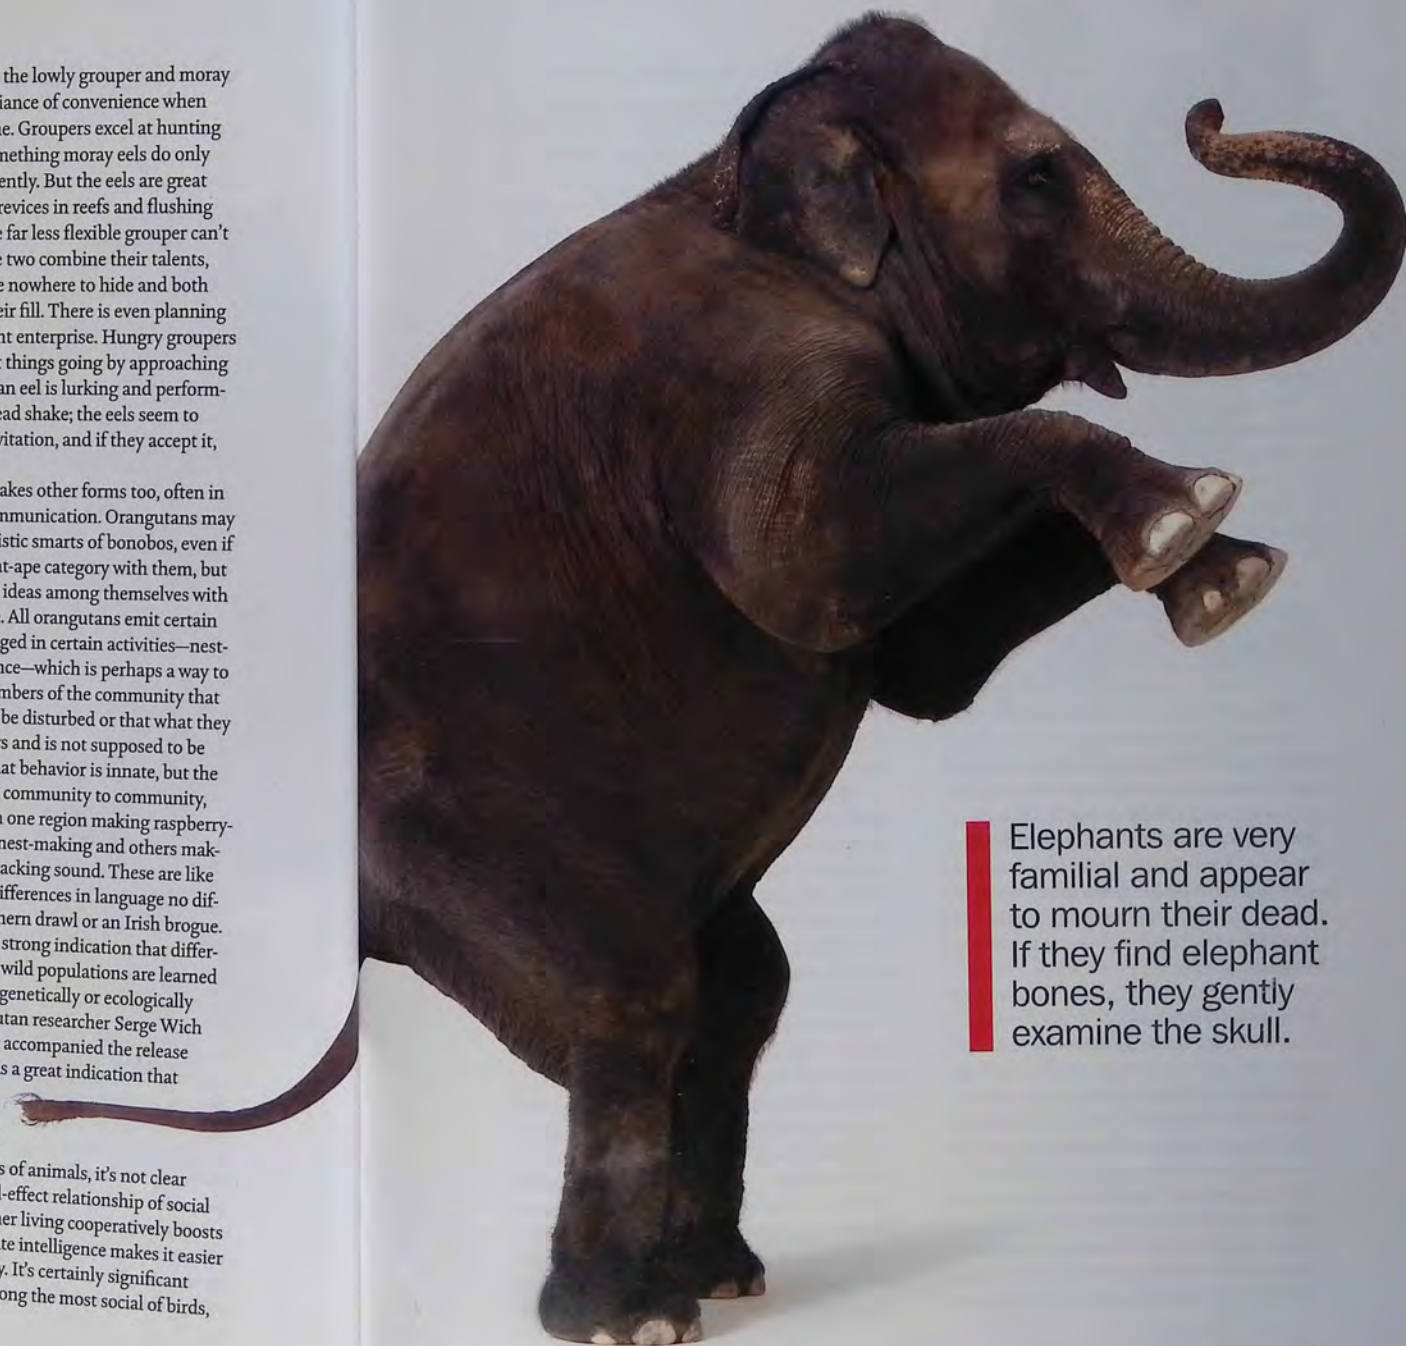 the lowly grouper and moray
iance of convenience when
e. Groupers excel at hunting
mething moray eels do only
ently. But the eels are great
revices in reefs and flushing
e far less flexible grouper can't
e two combine their talents,
e nowhere to hide and both
eir fill. There is even planning
nt enterprise. Hungry groupers
t things going by approaching
an eel is lurking and perform-
ead shake; the eels seem to
vitation, and if they accept it,
akes other forms too, often in
mmunication. Orangutans may
istic smarts of bonobos, even if
at-ape category with them, but
ideas among themselves with
. All orangutans emit certain
ged in certain activities—nest-
nce—which is perhaps a way to
mbers of the community that
be disturbed or that what they
s and is not supposed to be
at behavior is innate, but the
community to community,
n one region making raspberry-
nest-making and others mak-
acking sound. These are like
ifferences in language no dif-
hern drawl or an Irish brogue.
strong indication that differ-
wild populations are learned
genetically or ecologically
utan researcher Serge Wich
accompanied the release
s a great indication that
s of animals, it's not clear
l-effect relationship of social
her living cooperatively boosts
te intelligence makes it easier
y. It's certainly significant
ong the most social of birds,
Elephants are very
familial and appear
to mourn their dead.
If they find elephant
bones, they gently
examine the skull.